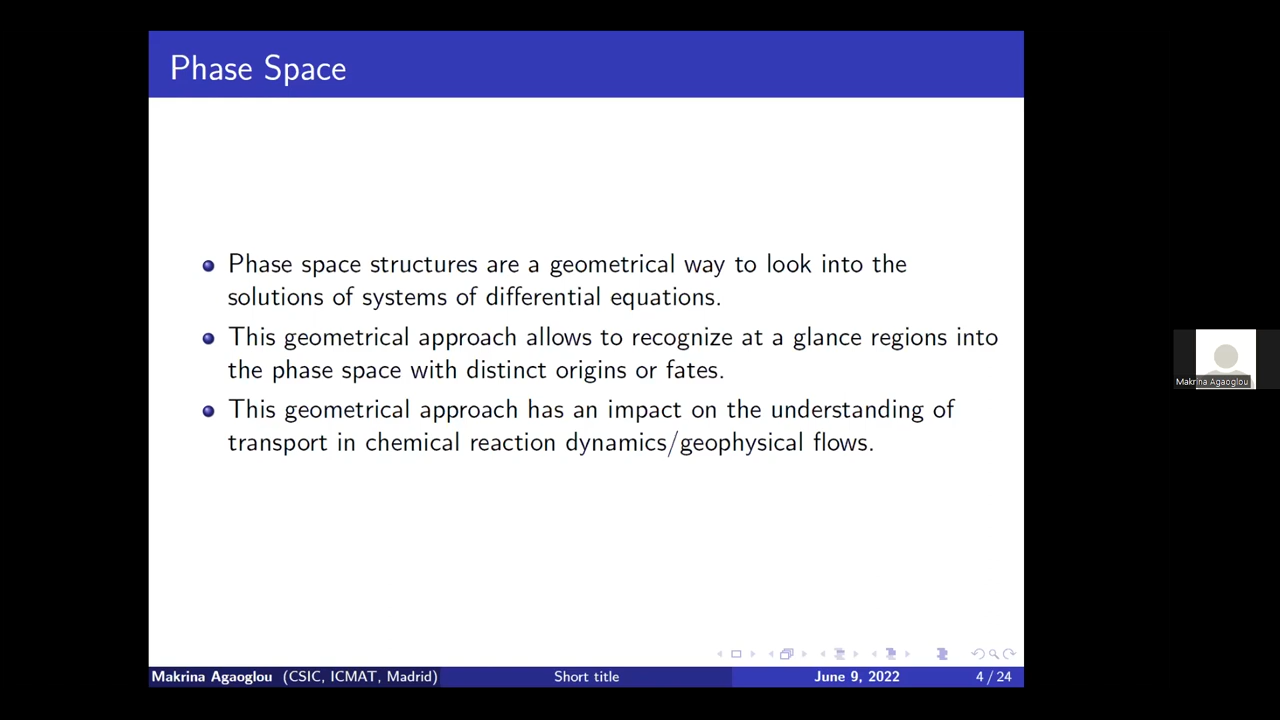 Phase Space
Phase space structures are a geometrical way to look into the
solutions of systems of differential equations.
This geometrical approach allows to recognize at a glance regions into
the phase space with distinct origins or fates.
This geometrical approach has an impact on the understanding of
transport in chemical reaction dynamics/geophysical flows.
Makrina Agaoglou
Makrina Agaoglou (CSIC, ICMAT, Madrid) Short title June 9, 2022 4 / 24